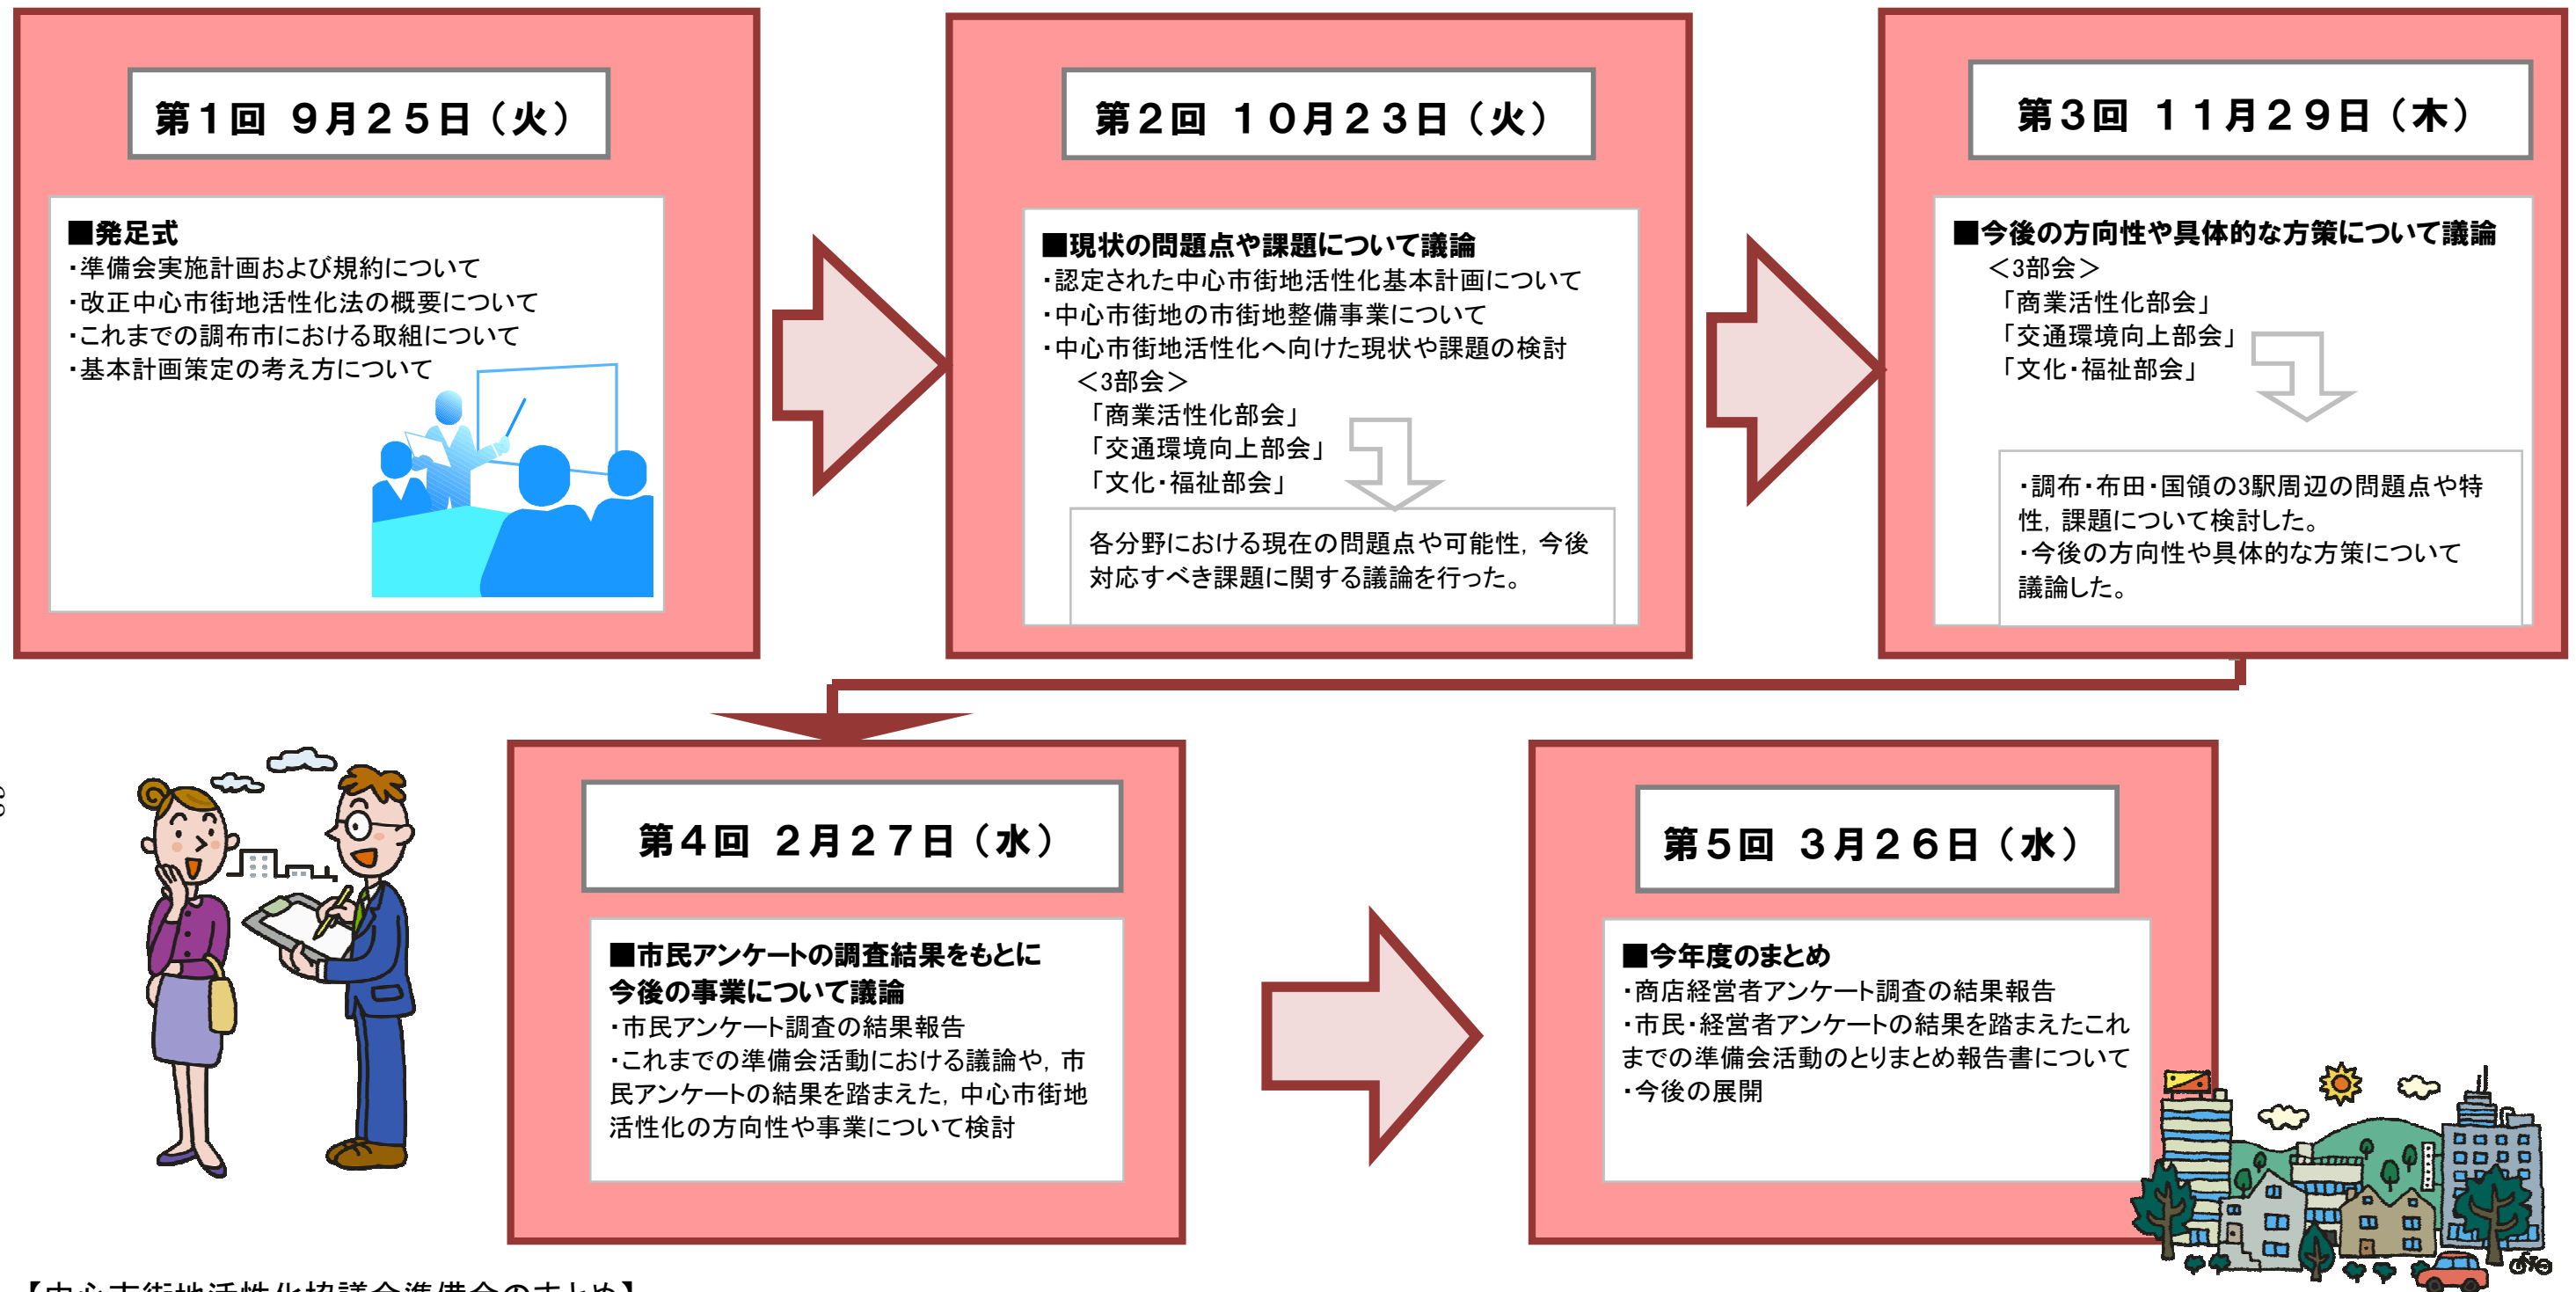 第1回 9月25日（火）
■発足式
・準備会実施計画および規約について
・改正中心市街地活性化法の概要について
・これまでの調布市における取組について
・基本計画策定の考え方について
第2回 10月23日（火）
■現状の問題点や課題について議論
・認定された中心市街地活性化基本計画について
・中心市街地の市街地整備事業について
・中心市街地活性化へ向けた現状や課題の検討
＜3部会＞
「商業活性化部会」
「交通環境向上部会」
「文化・福祉部会」
各分野における現在の問題点や可能性，今後
対応すべき課題に関する議論を行った。
第3回 11月29日（木）
■今後の方向性や具体的な方策について議論
＜3部会＞
「商業活性化部会」
「交通環境向上部会」
「文化・福祉部会」
・調布・布田・国領の3駅周辺の問題点や特
性，課題について検討した。
・今後の方向性や具体的な方策について
議論した。
第4回 2月27日（水）
■市民アンケートの調査結果をもとに
今後の事業について議論
・市民アンケート調査の結果報告
・これまでの準備会活動における議論や，市
民アンケートの結果を踏まえた，中心市街地
活性化の方向性や事業について検討
第5回 3月26日（水）
■今年度のまとめ
・商店経営者アンケート調査の結果報告
・市民・経営者アンケートの結果を踏まえたこれ
までの準備会活動のとりまとめ報告書について
・今後の展開
【中心市街地活性化協議会準備会のまとめ】